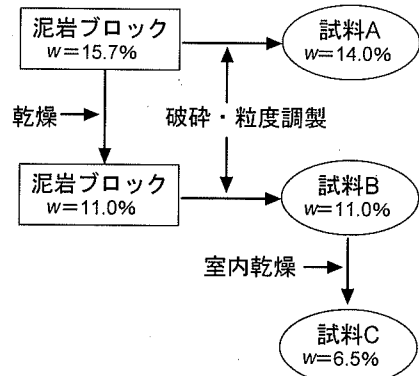 泥岩ブロック
w=15.7%
試料A
w=14.0%
乾燥
破砕・粒度調製
泥岩ブロック
w=11.0%
試料B
w=11.0%
室内乾燥
試料C
w=6.5%